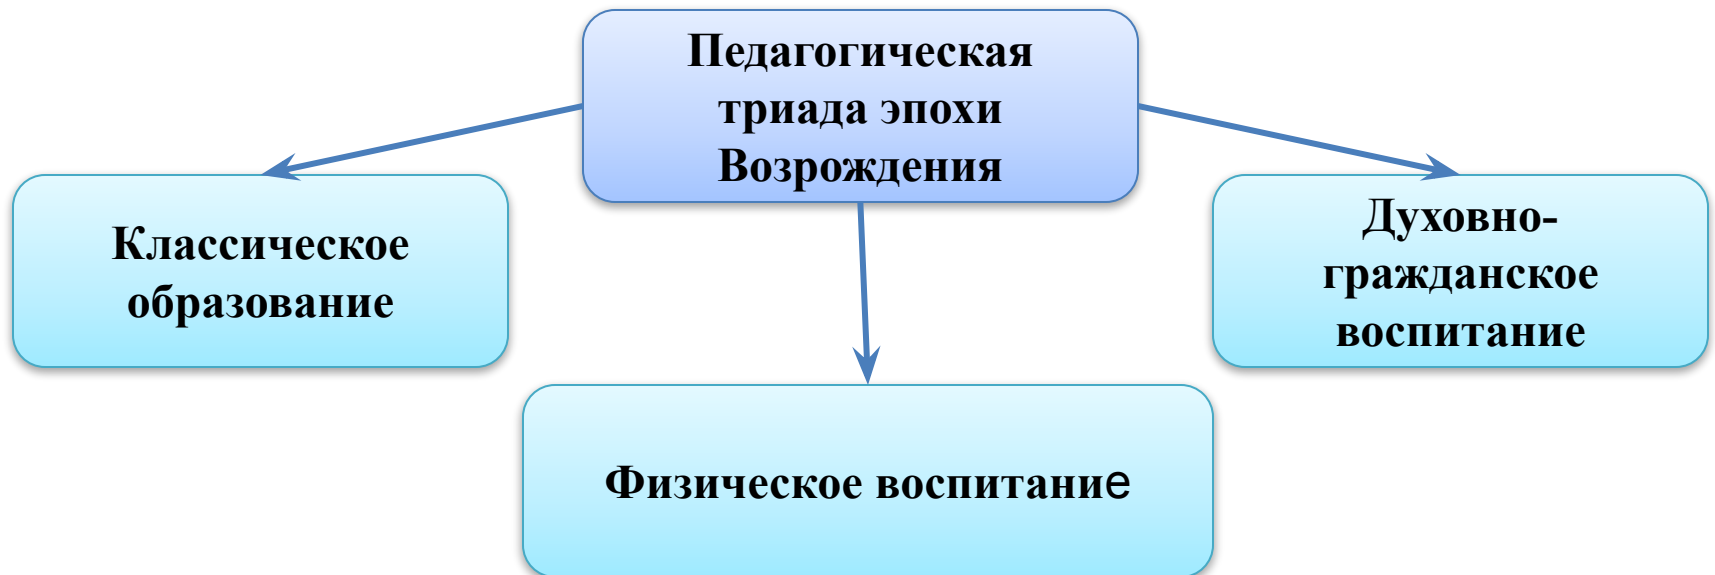 Педагогическая
триада эпохи
Возрождения
Классическое
образование
Духовно-
гражданское
воспитание
Физическое воспитание